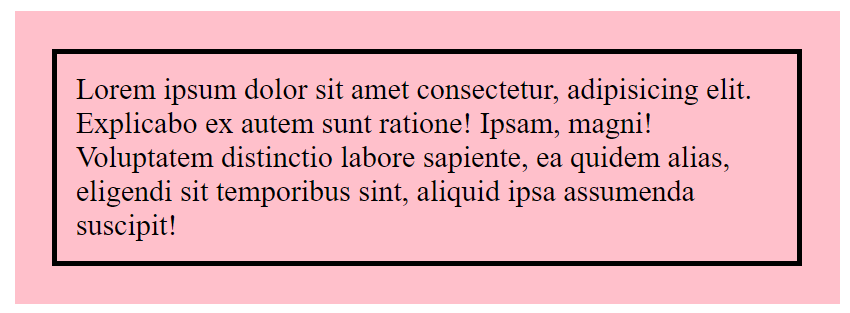 Lorem ipsum dolor sit amet consectetur, adipisicing elit.
Explicabo ex autem sunt ratione! Ipsam, magni!
Voluptatem distinctio labore sapiente, ea quidem alias,
eligendi sit temporibus sint, aliquid ipsa assumenda
suscipit!